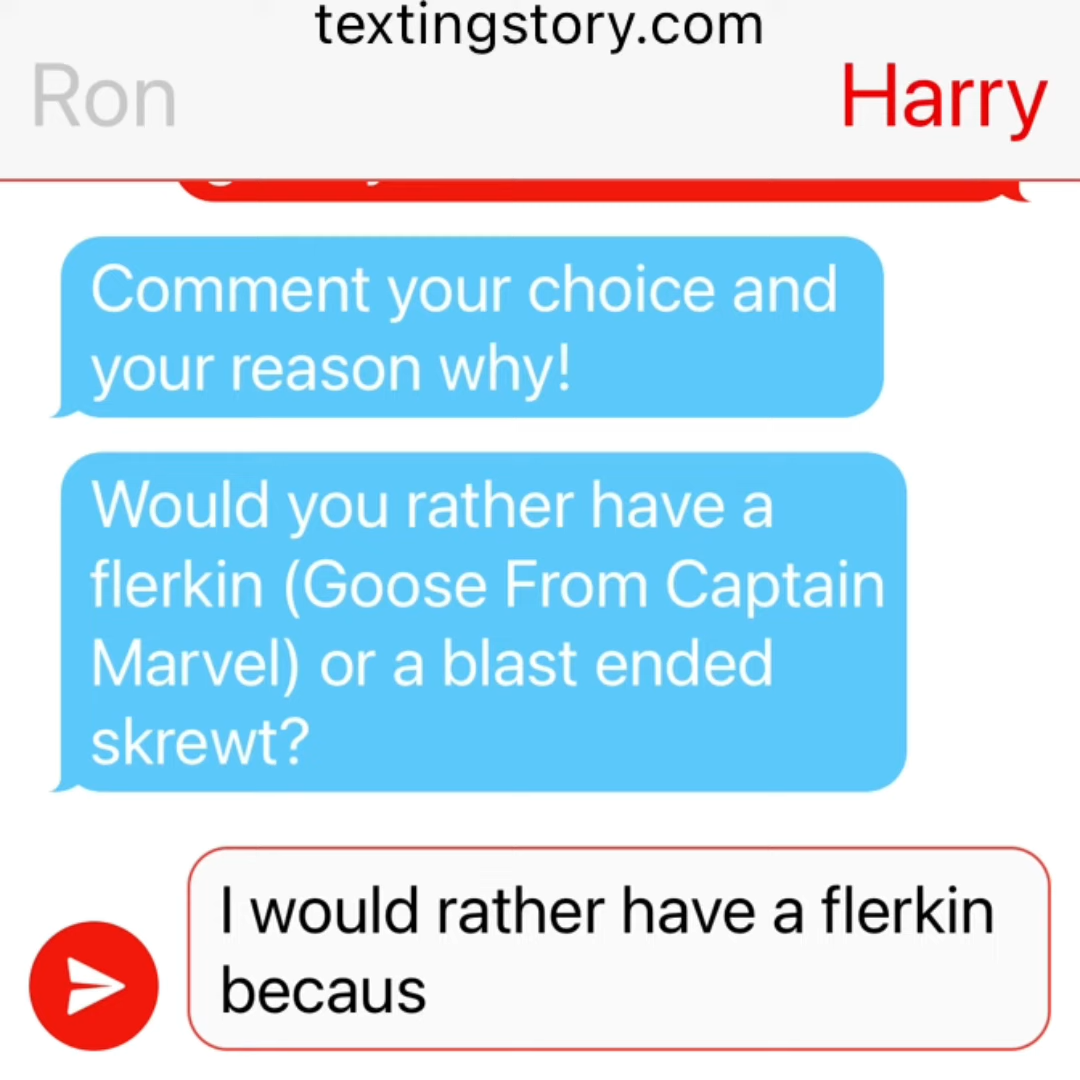 textingstory.com
Ron
Harry
Comment your choice and
your reason why!
Would you rather have a
flerkin (Goose From Captain
Marvel) or a blast ended
skrewt?
I would rather have a flerkin
becaus